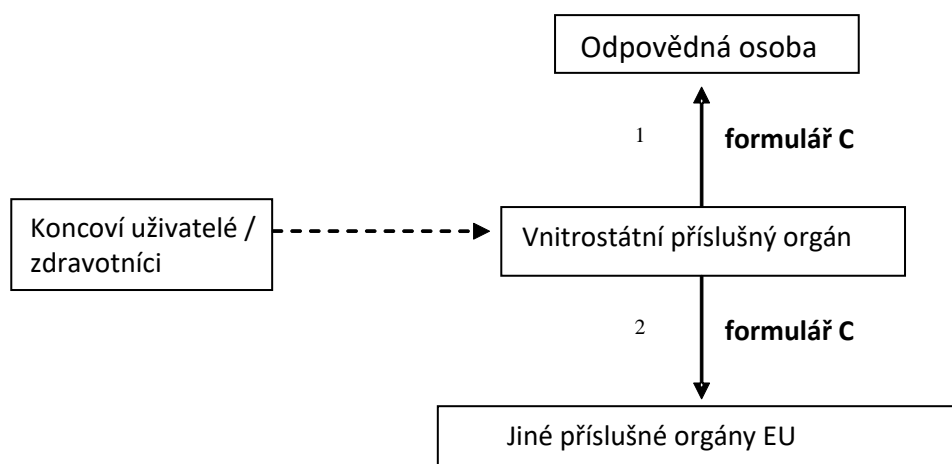 Odpovědná osoba
1
formulář C
Koncoví uživatelé /
zdravotníci
Vnitrostátní příslušný orgán
2
formulář C
Jiné příslušné orgány EU